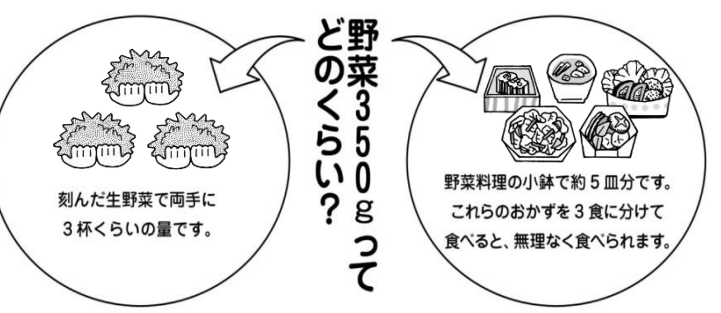 野菜350gって
どのくらい？
刻んだ生野菜で両手に
3杯くらいの量です。
野菜料理の小鉢で約5皿分です。
これらのおかずを3食に分けて
食べると、無理なく食べられます。